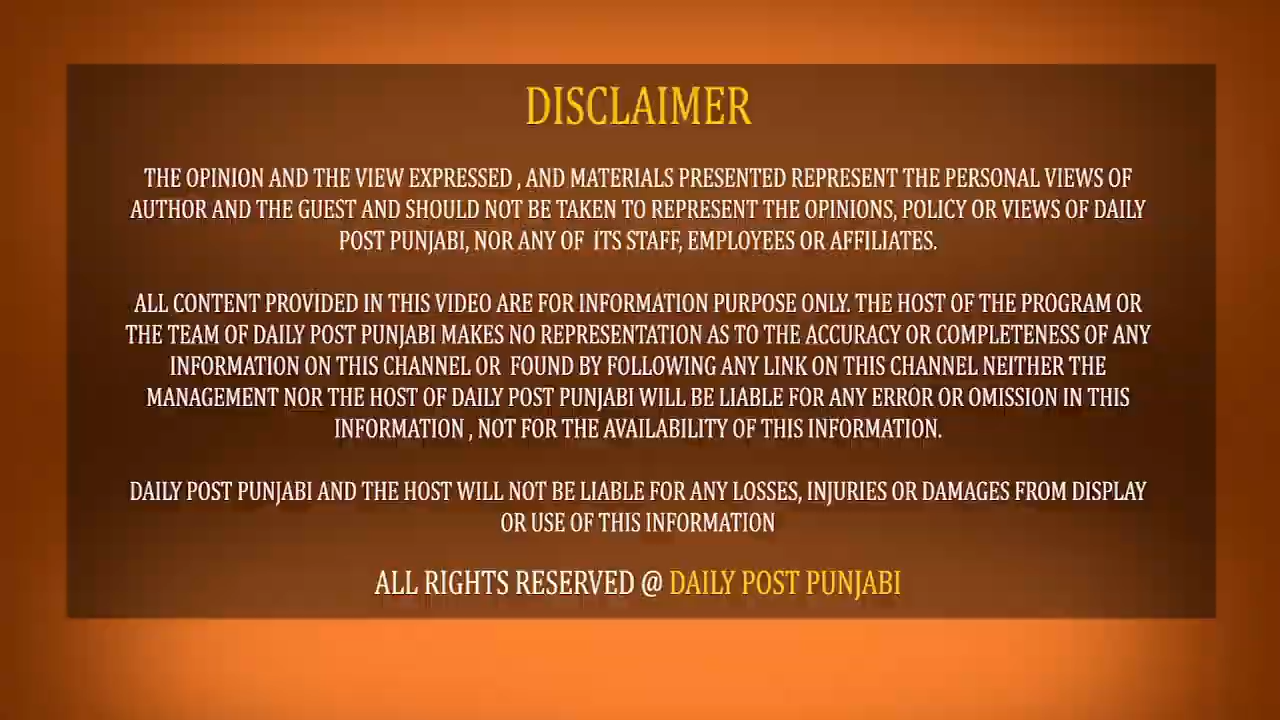 DISCLAIMER
THE OPINION AND THE VIEW EXPRESSED , AND MATERIALS PRESENTED REPRESENT THE PERSONAL VIEWS OF
AUTHOR AND THE GUEST AND SHOULD NOT BE TAKEN TO REPRESENT THE OPINIONS, POLICY OR VIEWS OF DAILY
POST PUNJABI, NOR ANY OF ITS STAFF, EMPLOYEES OR AFFILIATES.
ALL CONTENT PROVIDED IN THIS VIDEO ARE FOR INFORMATION PURPOSE ONLY. THE HOST OF THE PROGRAM OR
THE TEAM OF DAILY POST PUNJABI MAKES NO REPRESENTATION AS TO THE ACCURACY OR COMPLETENESS OF ANY
INFORMATION ON THIS CHANNEL OR FOUND BY FOLLOWING ANY LINK ON THIS CHANNEL NEITHER THE
MANAGEMENT NOR THE HOST OF DAILY POST PUNJABI WILL BE LIABLE FOR ANY ERROR OR OMISSION IN THIS
INFORMATION , NOT FOR THE AVAILABILITY OF THIS INFORMATION.
DAILY POST PUNJABI AND THE HOST WILL NOT BE LIABLE FOR ANY LOSSES, INJURIES OR DAMAGES FROM DISPLAY
OR USE OF THIS INFORMATION
ALL RIGHTS RESERVED @ DAILY POST PUNJABI